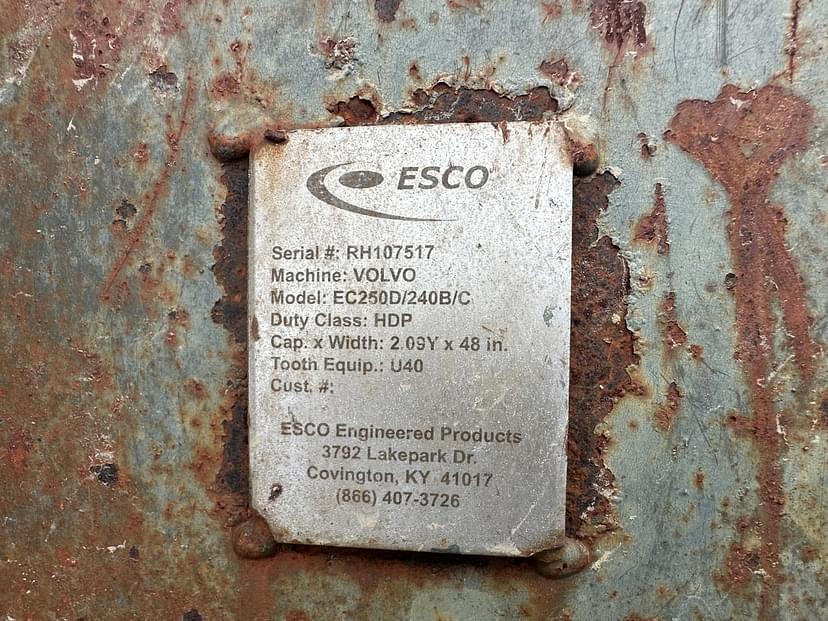 ESCO
Serial #: RH107517
Machine: VOLVO
Model: EC250D/240B/C
Duty Class: HDP
Cap. x Width: 2.09Y x 48 in.
Tooth Equip.: U40
Cust. #:
ESCO Engineered Products
3792 Lakepark Dr.
Covington, KY 41017
(866) 407-3726